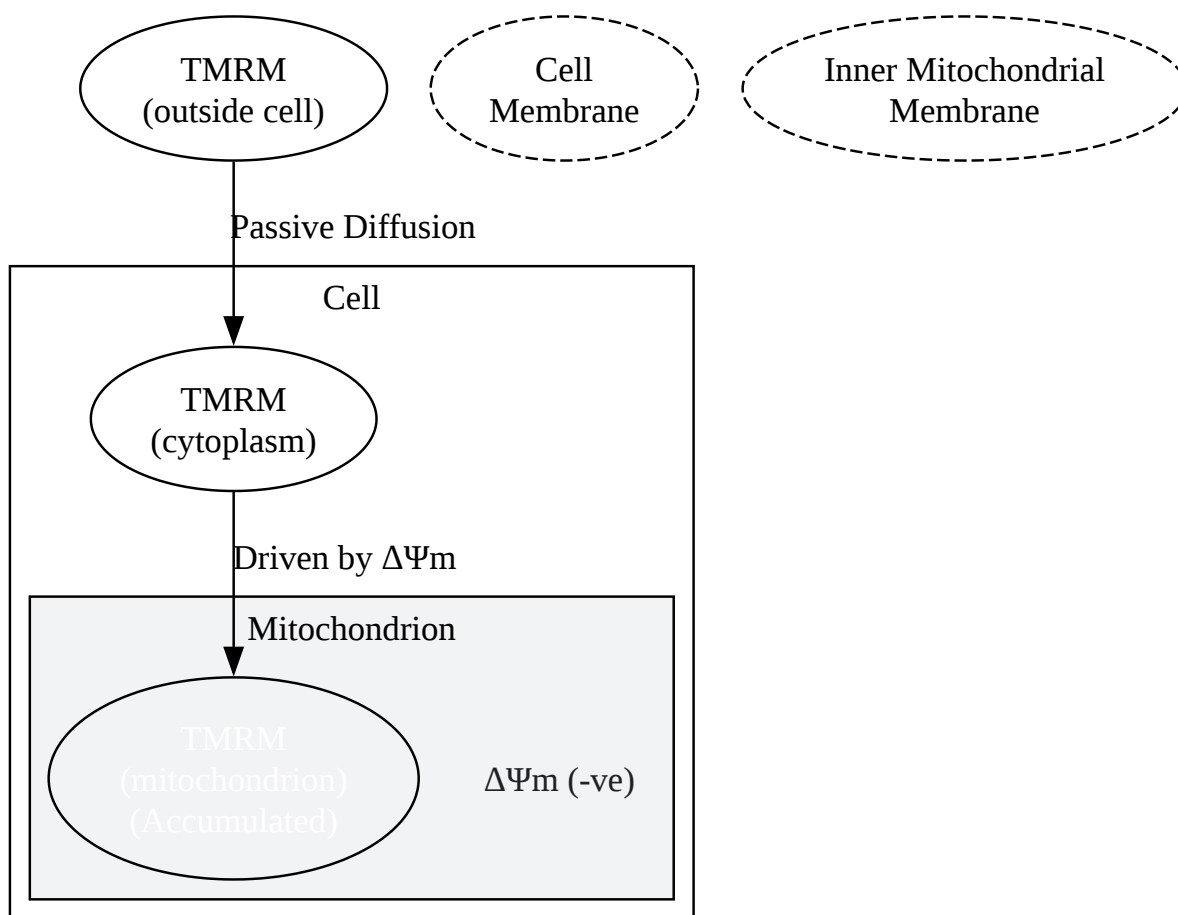 TMRM
(outside cell)
Cell
Membrane
Inner Mitochondrial
Membrane
Passive Diffusion
Cell
TMRM
(cytoplasm)
Driven by ΔΨm
Mitochondrion
TMRM
(mitochondrion)
(Accumulated)
ΔΨm (-ve)